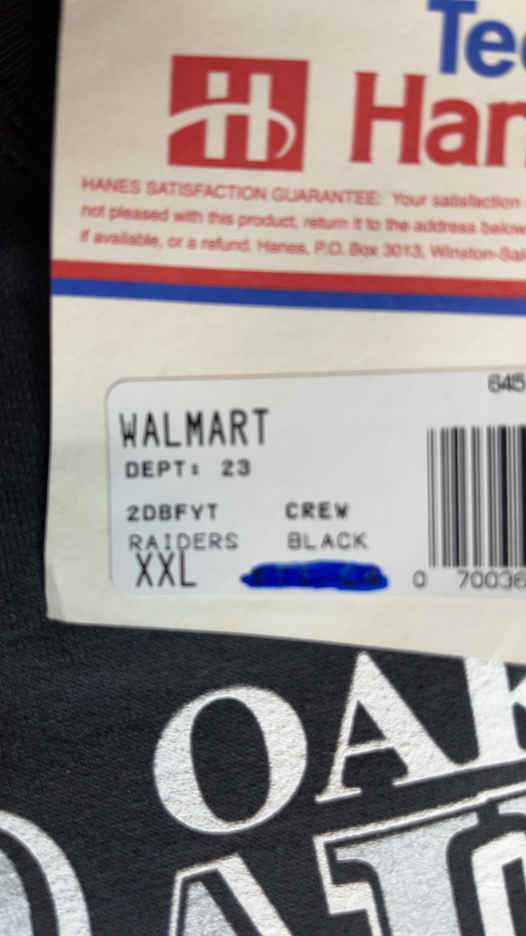 Tec
H Han
HANES SATISFACTION GUARANTEE: Your satisfaction
not pleased with this product, return it to the address below
if available, or a refund. Hanes, P.O. Box 3013, Winston-Sal
645
WALMART
DEPT: 23
2DBFYT CREW
RAIDERS BLACK
XXL
0 70036
OAK